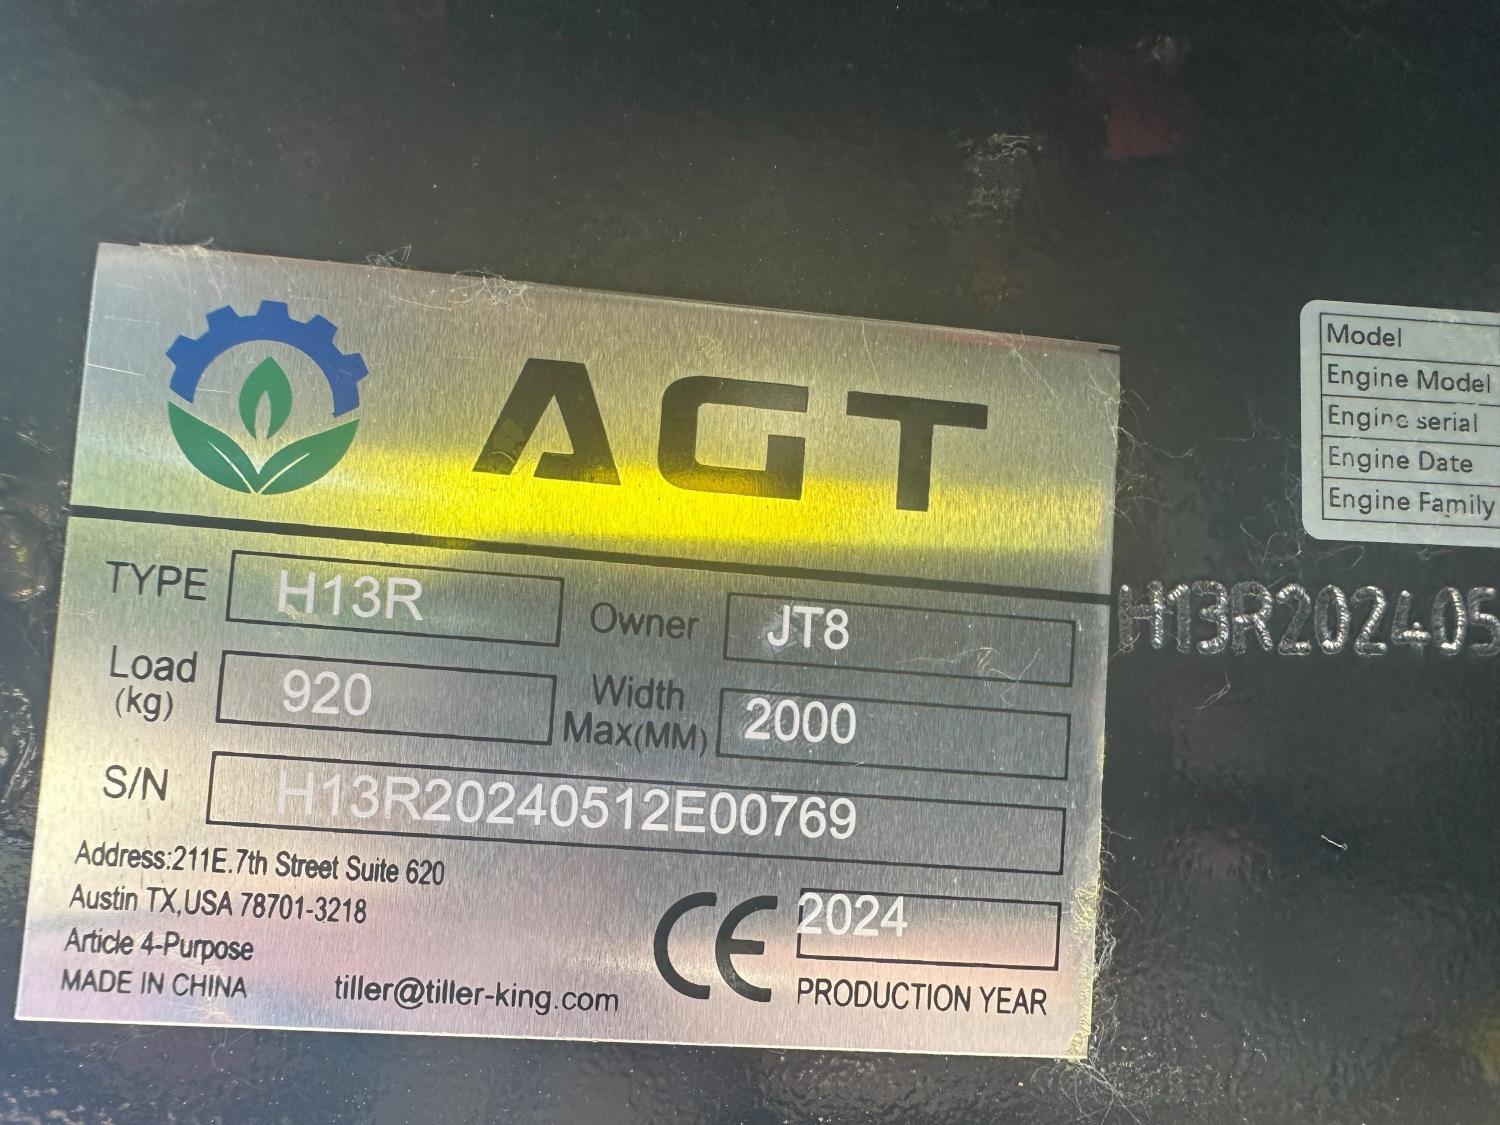 AGT
TYPE H13R Owner JT8
Load (kg) 920 Width Max(MM) 2000
S/N H13R20240512E00769
Address:211E.7th Street Suite 620
Austin TX,USA 78701-3218
Article 4-Purpose
MADE IN CHINA tiller@tiller-king.com
CE 2024
PRODUCTION YEAR
Model
Engine Model
Engine serial
Engine Date
Engine Family
H13R202405